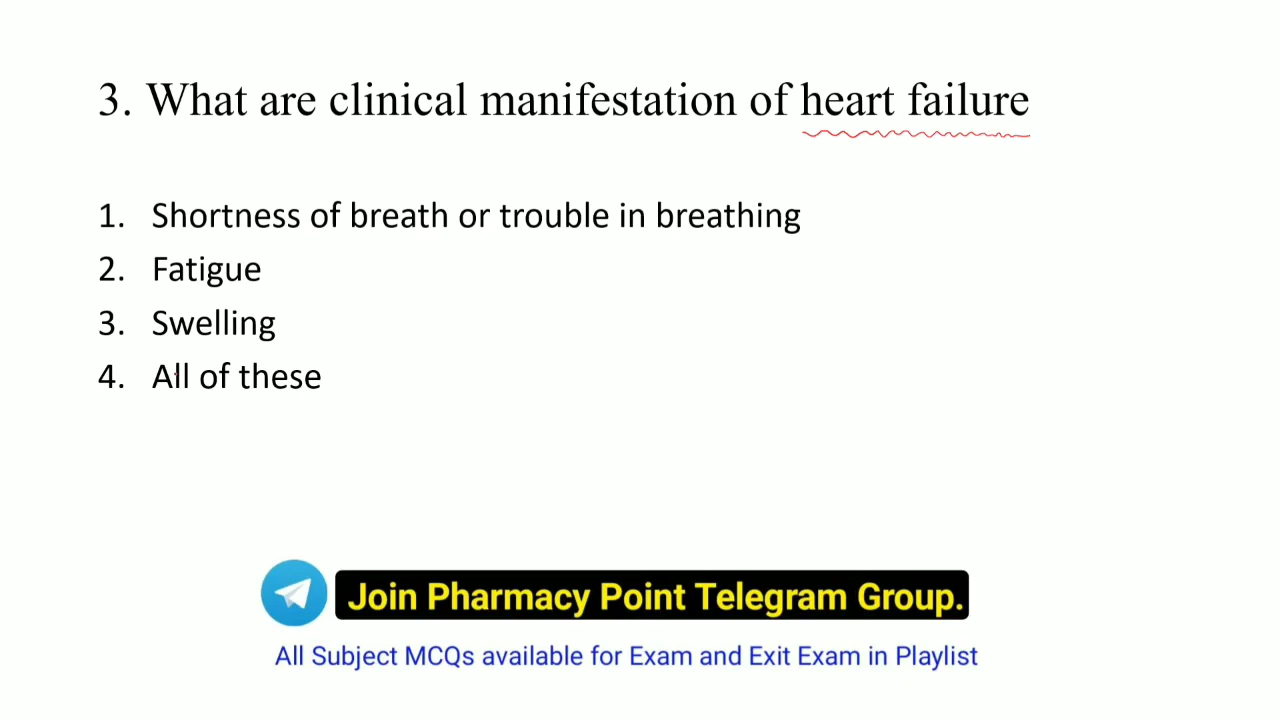 3. What are clinical manifestation of heart failure
1. Shortness of breath or trouble in breathing
2. Fatigue
3. Swelling
4. All of these
Join Pharmacy Point Telegram Group.
All Subject MCQs available for Exam and Exit Exam in Playlist